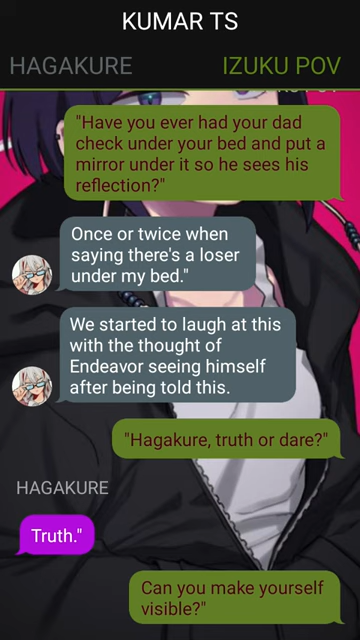 KUMAR TS
HAGAKURE
IZUKU POV
"Have you ever had your dad
check under your bed and put a
mirror under it so he sees his
reflection?"
Once or twice when
saying there's a loser
under my bed."
We started to laugh at this
with the thought of
Endeavor seeing himself
after being told this.
"Hagakure, truth or dare?"
HAGAKURE
Truth."
Can you make yourself
visible?"